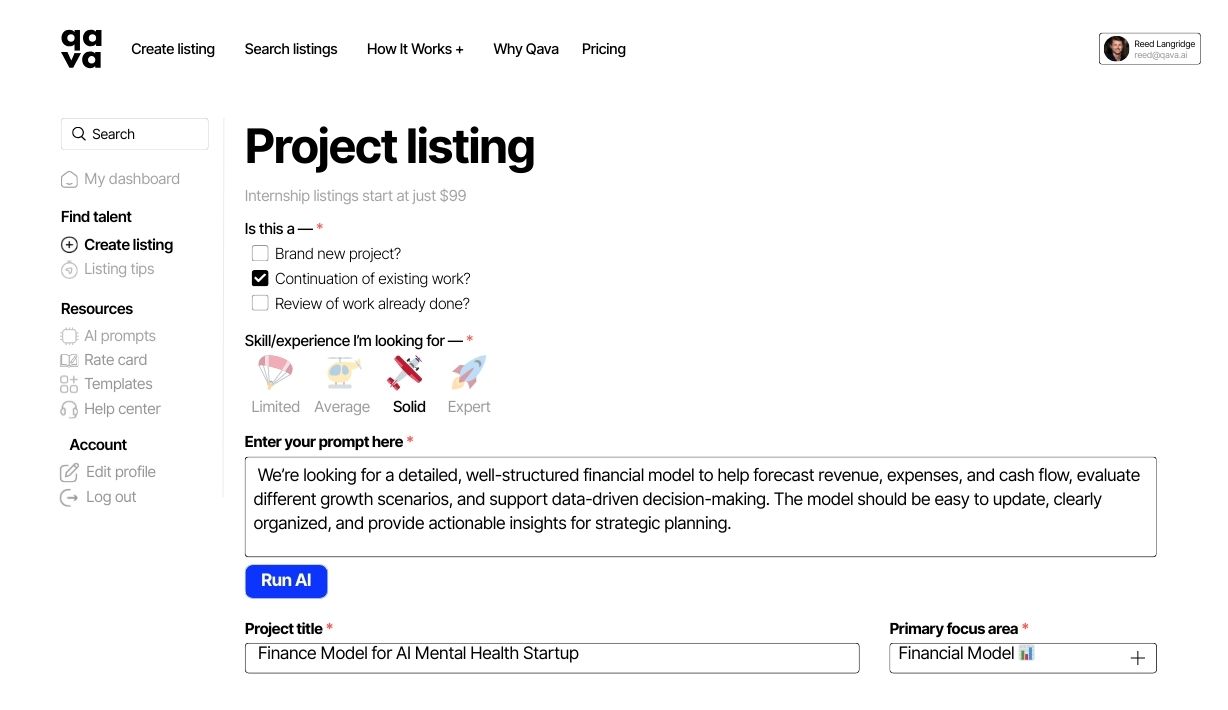 qava
Create listing
Search listings
How It Works +
Why Qava
Pricing
Reed Langridge
reed@qava.ai
Search
My dashboard
Find talent
Create listing
Listing tips
Resources
AI prompts
Rate card
Templates
Help center
Account
Edit profile
Log out
Project listing
Internship listings start at just $99
Is this a — *
Brand new project?
Continuation of existing work?
Review of work already done?
Skill/experience I’m looking for — *
Limited
Average
Solid
Expert
Enter your prompt here *
We’re looking for a detailed, well-structured financial model to help forecast revenue, expenses, and cash flow, evaluate
different growth scenarios, and support data-driven decision-making. The model should be easy to update, clearly
organized, and provide actionable insights for strategic planning.
Run AI
Project title *
Finance Model for AI Mental Health Startup
Primary focus area *
Financial Model 📊